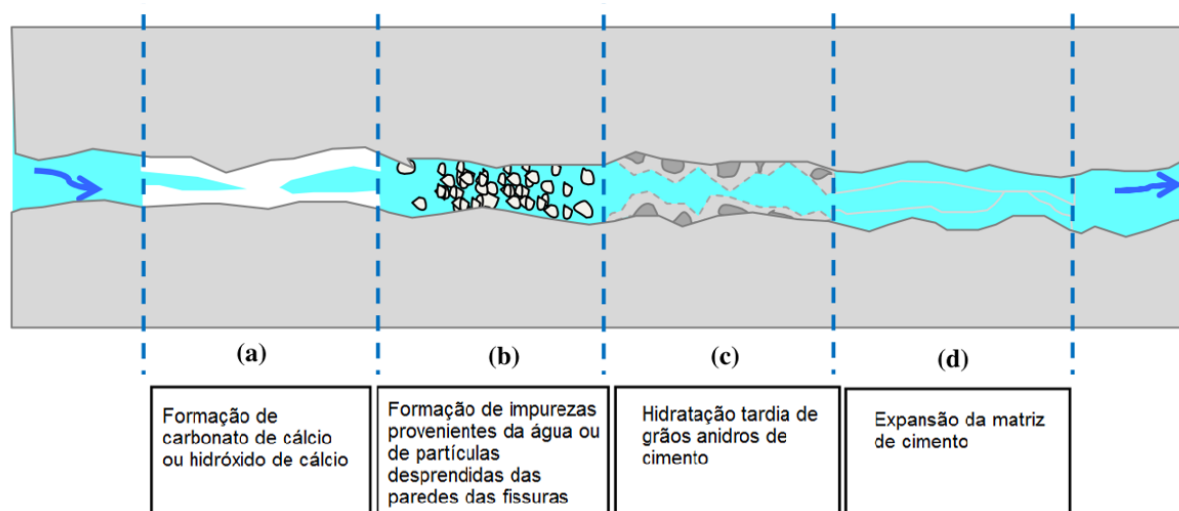 (a)
(b)
(c)
(d)
Formação de
carbonato de cálcio
ou hidróxido de cálcio
Formação de impurezas
provenientes da água ou
de partículas
desprendidas das
paredes das fissuras
Hidratação tardia de
grãos anidros de
cimento
Expansão da matriz
de cimento